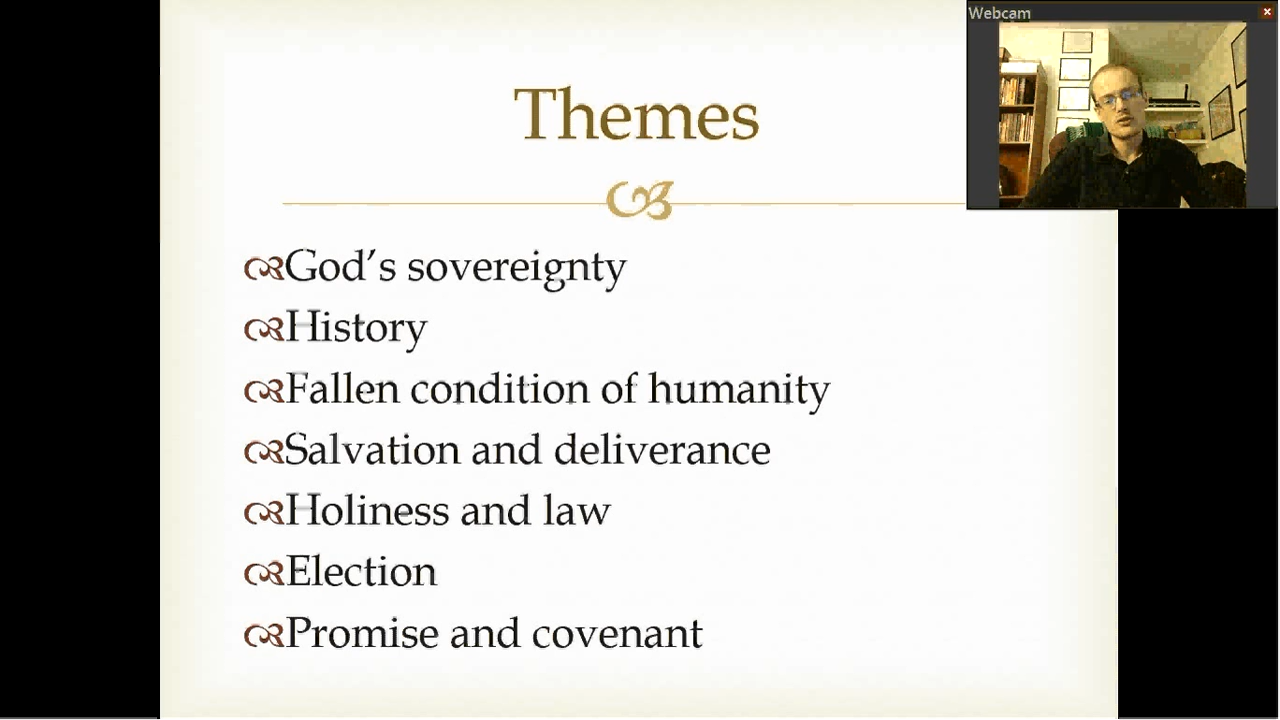 Webcam
Themes
God's sovereignty
History
Fallen condition of humanity
Salvation and deliverance
Holiness and law
Election
Promise and covenant